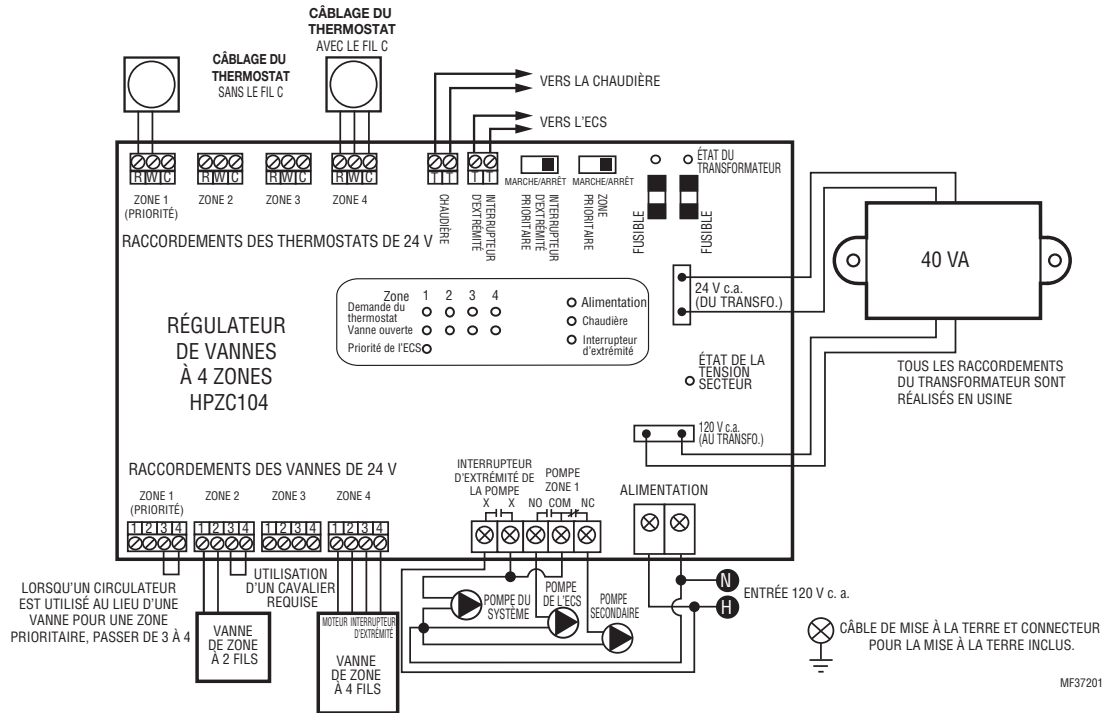 CÂBLAGE DU
THERMOSTAT
AVEC LE FIL C
CÂBLAGE DU
THERMOSTAT
SANS LE FIL C
VERS LA CHAUDIÈRE
VERS L'ECS
R W C
R W C
R W C
R W C
T T
T T
ZONE 1
(PRIORITÉ)
ZONE 2
ZONE 3
ZONE 4
CHAUDIÈRE
INTERRUPTEUR
D'EXTRÉMITÉ
MARCHE/ARRÊT
INTERRUPTEUR
D'EXTRÉMITÉ
PRIORITAIRE
MARCHE/ARRÊT
ZONE
PRIORITAIRE
ÉTAT DU
TRANSFORMATEUR
FUSIBLE
FUSIBLE
RACCORDEMENTS DES THERMOSTATS DE 24 V
40 VA
24 V c.a.
(DU TRANSFO.)
Zone 1 2 3 4
Demande du
thermostat
Vanne ouverte
Priorité de l'ECS
Alimentation
Chaudière
Interrupteur
d'extrémité
RÉGULATEUR
DE VANNES
À 4 ZONES
HPZC104
ÉTAT DE LA
TENSION
SECTEUR
TOUS LES RACCORDEMENTS
DU TRANSFORMATEUR SONT
RÉALISÉS EN USINE
120 V c.a.
(AU TRANSFO.)
RACCORDEMENTS DES VANNES DE 24 V
ZONE 1
(PRIORITÉ)
ZONE 2
ZONE 3
ZONE 4
1 2 3 4
1 2 3 4
1 2 3 4
1 2 3 4
INTERRUPTEUR
D'EXTRÉMITÉ DE
LA POMPE
X X
POMPE
ZONE 1
NO COM NC
ALIMENTATION
LORSQU'UN CIRCULATEUR
EST UTILISÉ AU LIEU D'UNE
VANNE POUR UNE ZONE
PRIORITAIRE, PASSER DE 3 À 4
UTILISATION
D'UN CAVALIER
REQUISE
VANNE
DE ZONE
À 2 FILS
MOTEUR INTERRUPTEUR
D'EXTRÉMITÉ
VANNE
DE ZONE
À 4 FILS
POMPE DU
SYSTÈME
POMPE
DE L'ECS
POMPE
SECONDAIRE
N
H
ENTRÉE 120 V c. a.
CÂBLE DE MISE À LA TERRE ET CONNECTEUR
POUR LA MISE À LA TERRE INCLUS.
MF37201